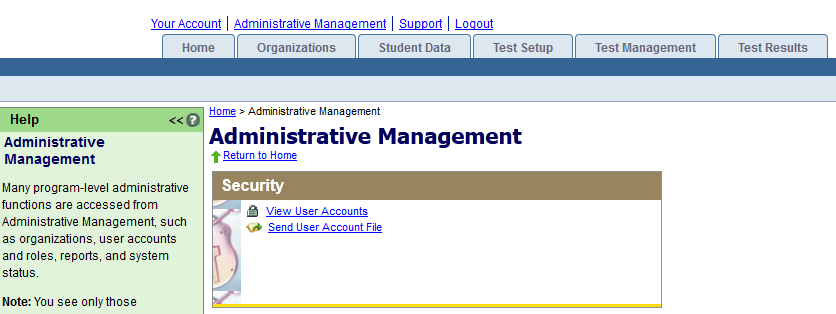 Your Account | Administrative Management | Support | Logout
Home Organizations Student Data Test Setup Test Management Test Results
Help << ?
Administrative
Management
Many program-level administrative
functions are accessed from
Administrative Management, such
as organizations, user accounts
and roles, reports, and system
status.
Note: You see only those
Home > Administrative Management
Administrative Management
Return to Home
Security
View User Accounts
Send User Account File